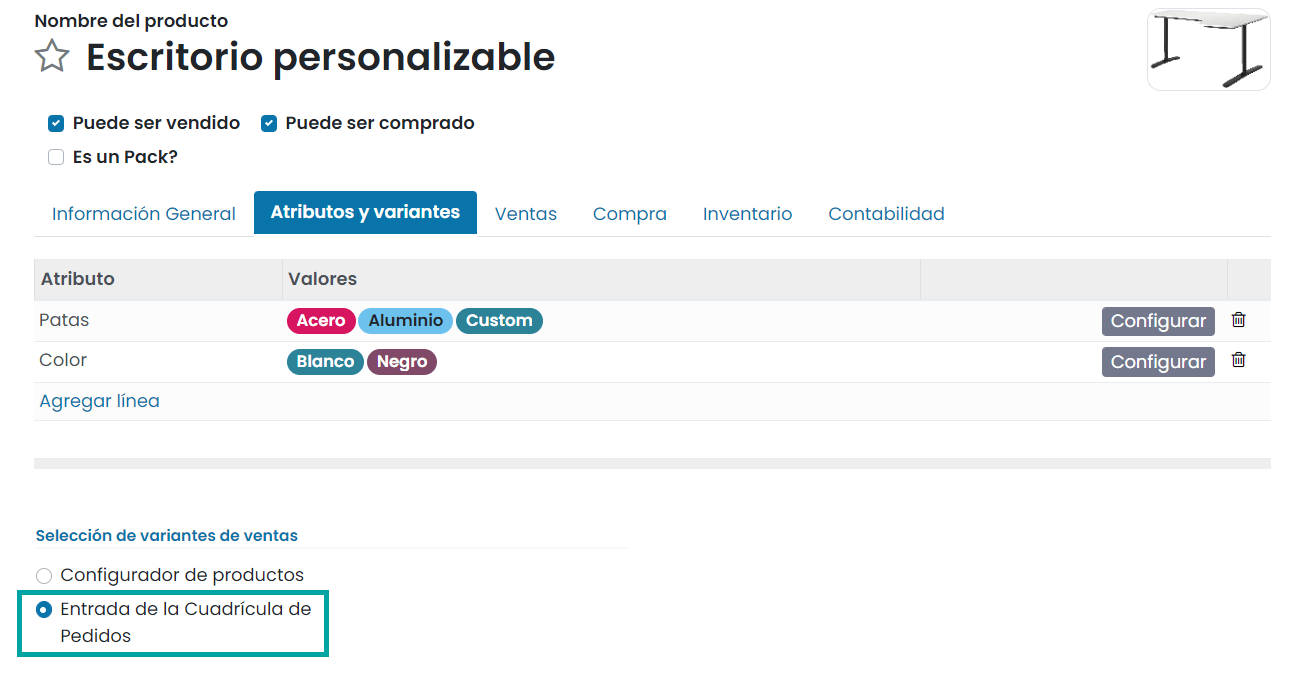 Nombre del producto
Escritorio personalizable
Puede ser vendido Puede ser comprado
Es un Pack?
Información General Atributos y variantes Ventas Compra Inventario Contabilidad
Atributo Valores
Patas Acero Aluminio Custom Configurar
Color Blanco Negro Configurar
Agregar línea
Selección de variantes de ventas
Configurador de productos
Entrada de la Cuadrícula de
Pedidos